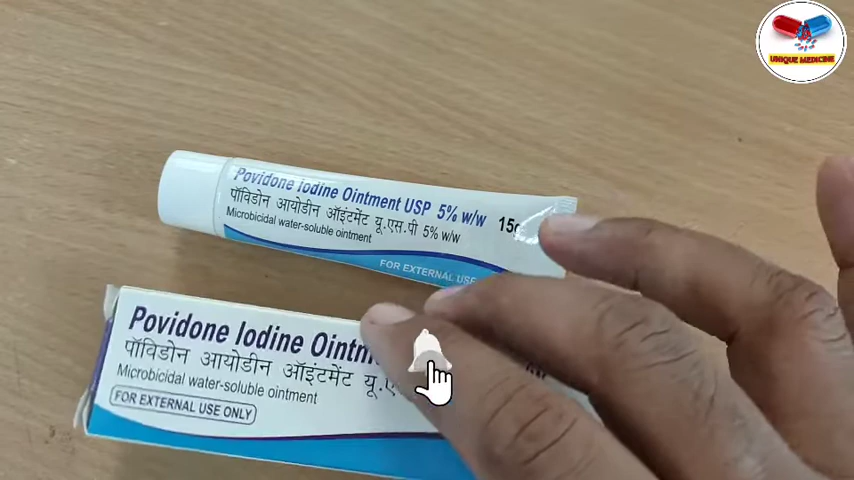 UNIQUE MEDICINE
Povidone Iodine Ointment USP 5% w/w
पॉविडोन आयोडीन ऑइंटमेंट यू.एस.पी 5% w/w
Microbicidal water-soluble ointment
FOR EXTERNAL USE
Povidone Iodine
पॉविडोन आयोडीन ऑइंटमेंट यू
Microbicidal water-soluble ointment
FOR EXTERNAL USE ONLY